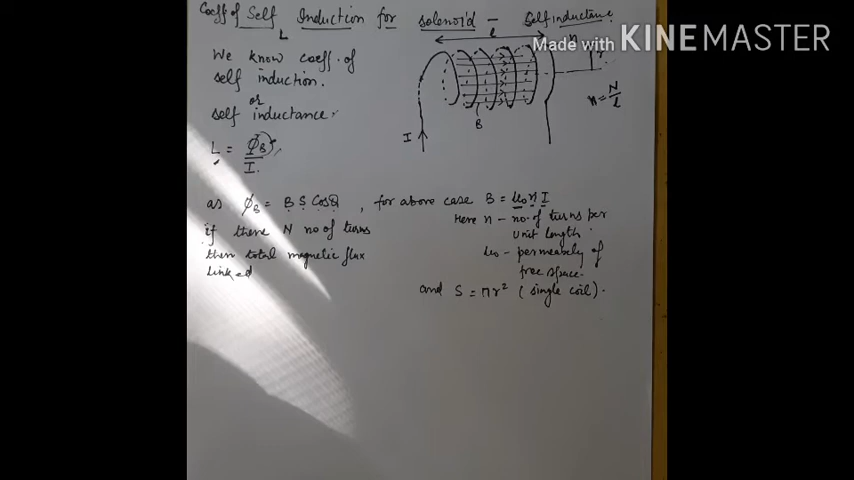 Coeff of Self Induction for solenoid - Self inductance
L
l
Made with KINEMASTER
We know coeff. of
self induction.
or
self inductance.
n = N/l
B
I
L = ϕB/I.
as ϕB = B S Cosθ , for above case B = μ0 n I
if there N no of turns
then total magnetic flux
linked
Here n - no. of turns per
unit length.
μ0 - permeabily of
free space.
and S = πr² (single coil).